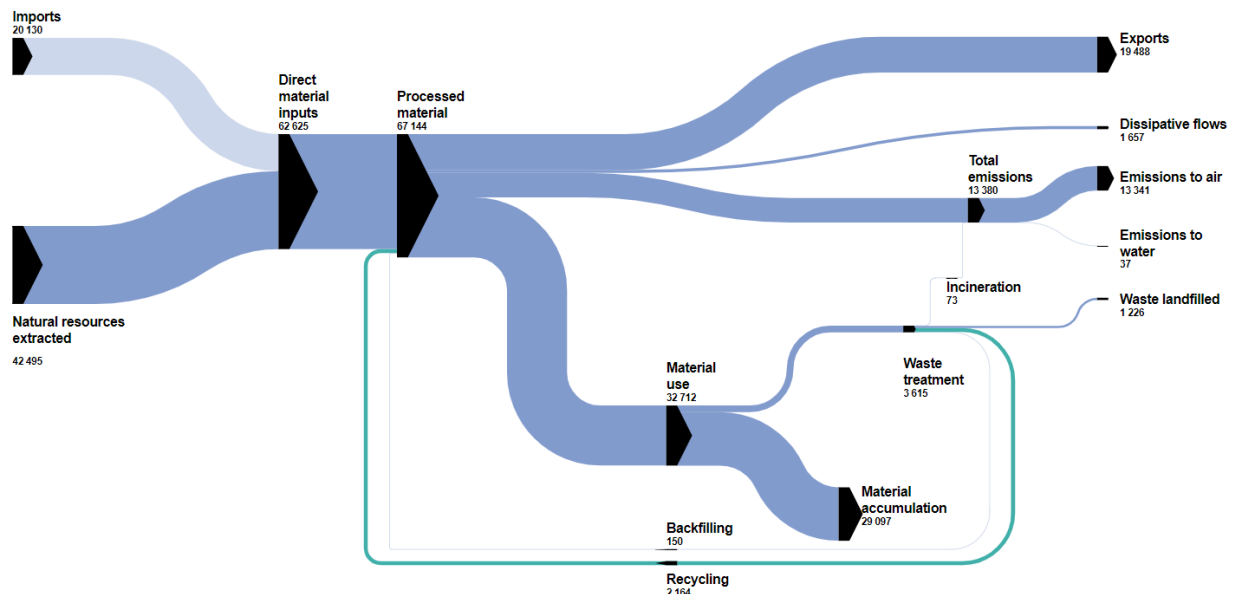 Imports
20 130
Natural resources
extracted
42 495
Direct
material
inputs
62 625
Processed
material
67 144
Material
use
32 712
Backfilling
150
Recycling
2 164
Material
accumulation
29 097
Waste
treatment
3 615
Incineration
73
Total
emissions
13 380
Exports
19 488
Dissipative flows
1 657
Emissions to air
13 341
Emissions to
water
37
Waste landfilled
1 226